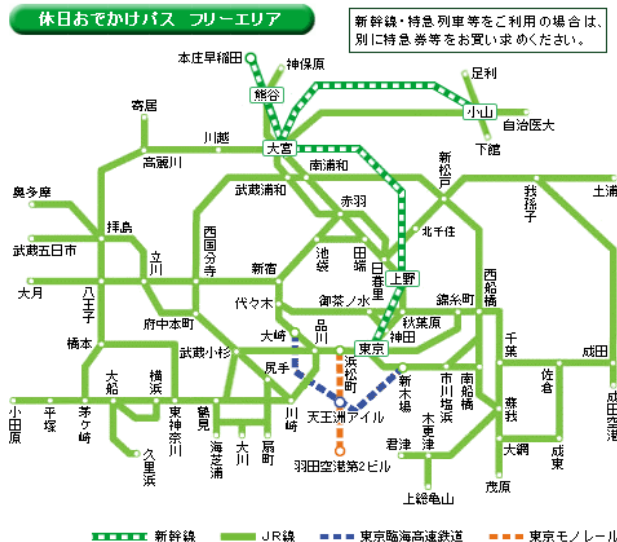 休日おでかけパス フリーエリア
新幹線・特急列車等をご利用の場合は、
別に特急券等をお買い求めください。
本庄早稲田
神保原
熊谷
足利
小山
自治医大
下館
寄居
川越
高麗川
大宮
南浦和
武蔵浦和
新松戸
我孫子
土浦
奥多摩
拝島
武蔵五日市
西国分寺
赤羽
北千住
立川
新宿
池袋
田端
日暮里
上野
西船橋
大月
八王子
代々木
御茶ノ水
錦糸町
府中本町
秋葉原
神田
大崎
品川
東京
橋本
武蔵小杉
尻手
浜松町
新木場
市川塩浜
南船橋
千葉
成田
佐倉
成田空港
大船
横浜
小田原
平塚
茅ヶ崎
東神奈川
鶴見
川崎
天王洲アイル
蘇我
木更津
久里浜
海芝浦
大川
扇町
羽田空港第2ビル
君津
大網
成東
上総亀山
茂原
新幹線
JR線
東京臨海高速鉄道
東京モノレール